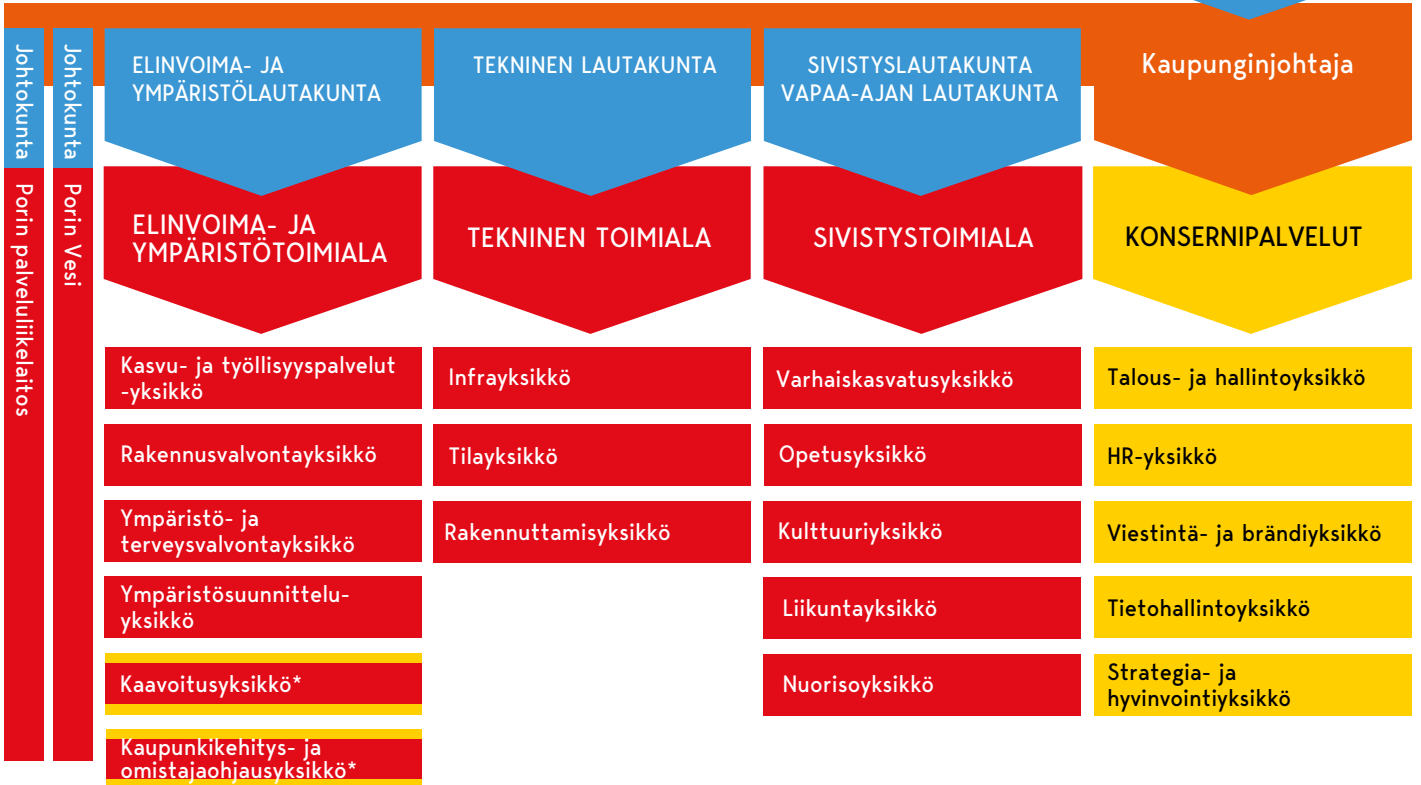 Johtokunta Porin palveluliikelaitos
Johtokunta Porin Vesi
ELINVOIMA- JA
YMPÄRISTÖLAUTAKUNTA
TEKNINEN LAUTAKUNTA
SIVISTYSLAUTAKUNTA
VAPAA-AJAN LAUTAKUNTA
Kaupunginjohtaja
ELINVOIMA- JA
YMPÄRISTÖTOIMIALA
TEKNINEN TOIMIALA
SIVISTYSTOIMIALA
KONSERNIPALVELUT
Kasvu- ja työllisyyspalvelut
-yksikkö
Rakennusvalvontayksikkö
Ympäristö- ja
terveysvalvontayksikkö
Ympäristösuunnittelu-
yksikkö
Kaavoitusyksikkö*
Kaupunkikehitys- ja
omistajaohjausyksikkö*
Infrayksikkö
Tilayksikkö
Rakennuttamisyksikkö
Varhaiskasvatusyksikkö
Opetusyksikkö
Kulttuuriyksikkö
Liikuntayksikkö
Nuorisoyksikkö
Talous- ja hallintoyksikkö
HR-yksikkö
Viestintä- ja brändiyksikkö
Tietohallintoyksikkö
Strategia- ja
hyvinvointiyksikkö